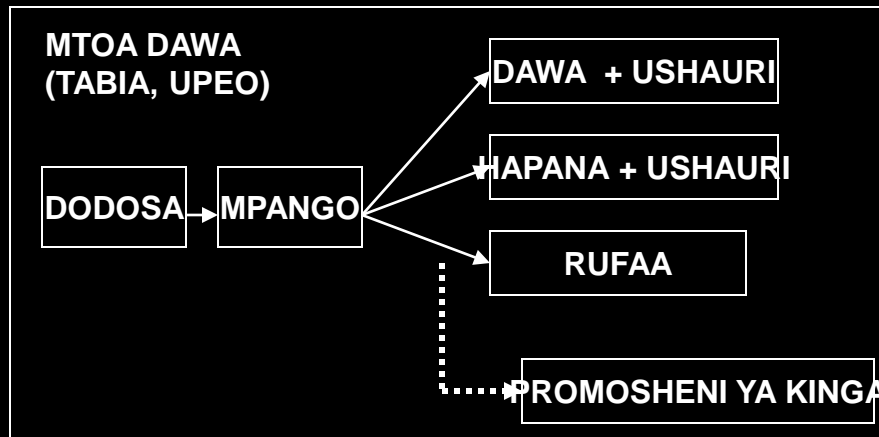 MTOA DAWA
(TABIA, UPEO)
DAWA + USHAURI
HAPANA + USHAURI
DODOSA
MPANGO
RUFAA
PROMOSHENI YA KINGA